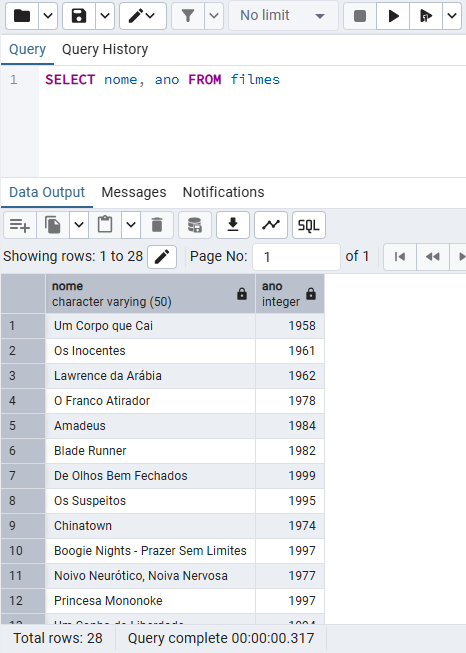 No limit
Query Query History
1 SELECT nome, ano FROM filmes
Data Output Messages Notifications
SQL
Showing rows: 1 to 28 Page No: 1 of 1
nome ano
character varying (50) integer
1 Um Corpo que Cai 1958
2 Os Inocentes 1961
3 Lawrence da Arábia 1962
4 O Franco Atirador 1978
5 Amadeus 1984
6 Blade Runner 1982
7 De Olhos Bem Fechados 1999
8 Os Suspeitos 1995
9 Chinatown 1974
10 Boogie Nights - Prazer Sem Limites 1997
11 Noivo Neurótico, Noiva Nervosa 1977
12 Princesa Mononoke 1997
Total rows: 28 Query complete 00:00:00.317